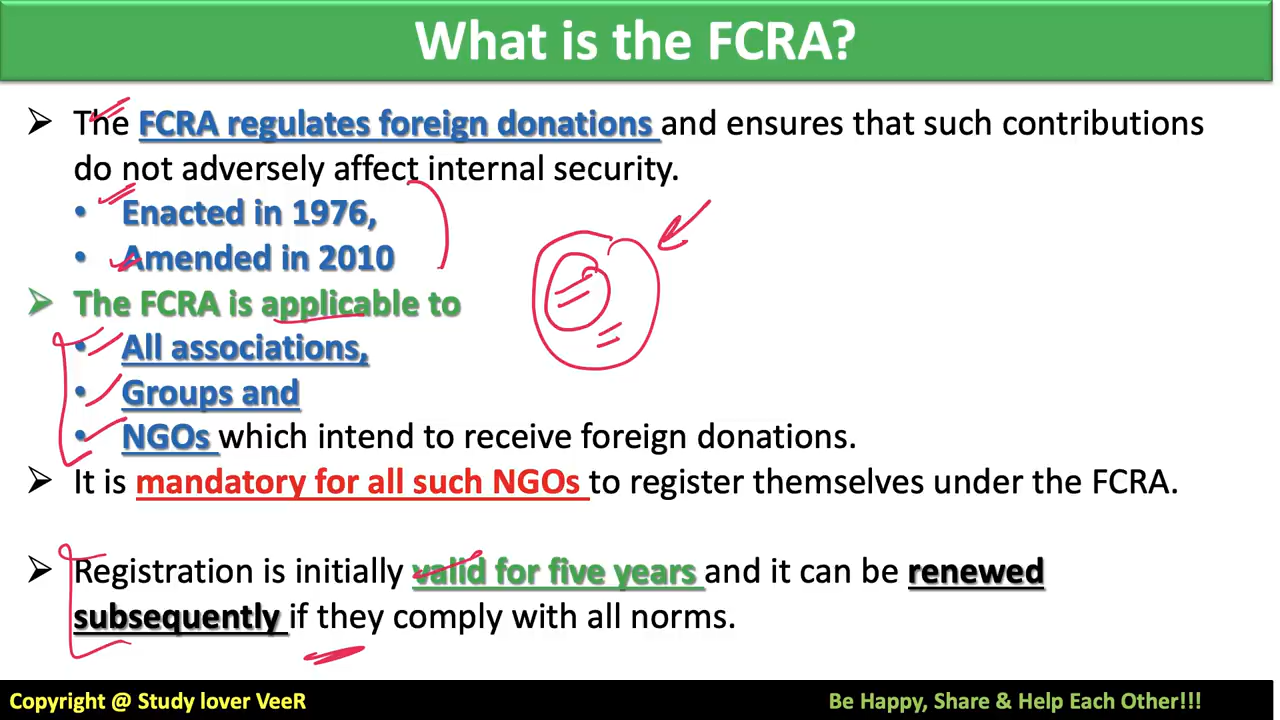 What is the FCRA?
The FCRA regulates foreign donations and ensures that such contributions
do not adversely affect internal security.
Enacted in 1976,
Amended in 2010
The FCRA is applicable to
All associations,
Groups and
NGOs which intend to receive foreign donations.
It is mandatory for all such NGOs to register themselves under the FCRA.
Registration is initially valid for five years and it can be renewed
subsequently if they comply with all norms.
Copyright @ Study lover VeeR
Be Happy, Share & Help Each Other!!!